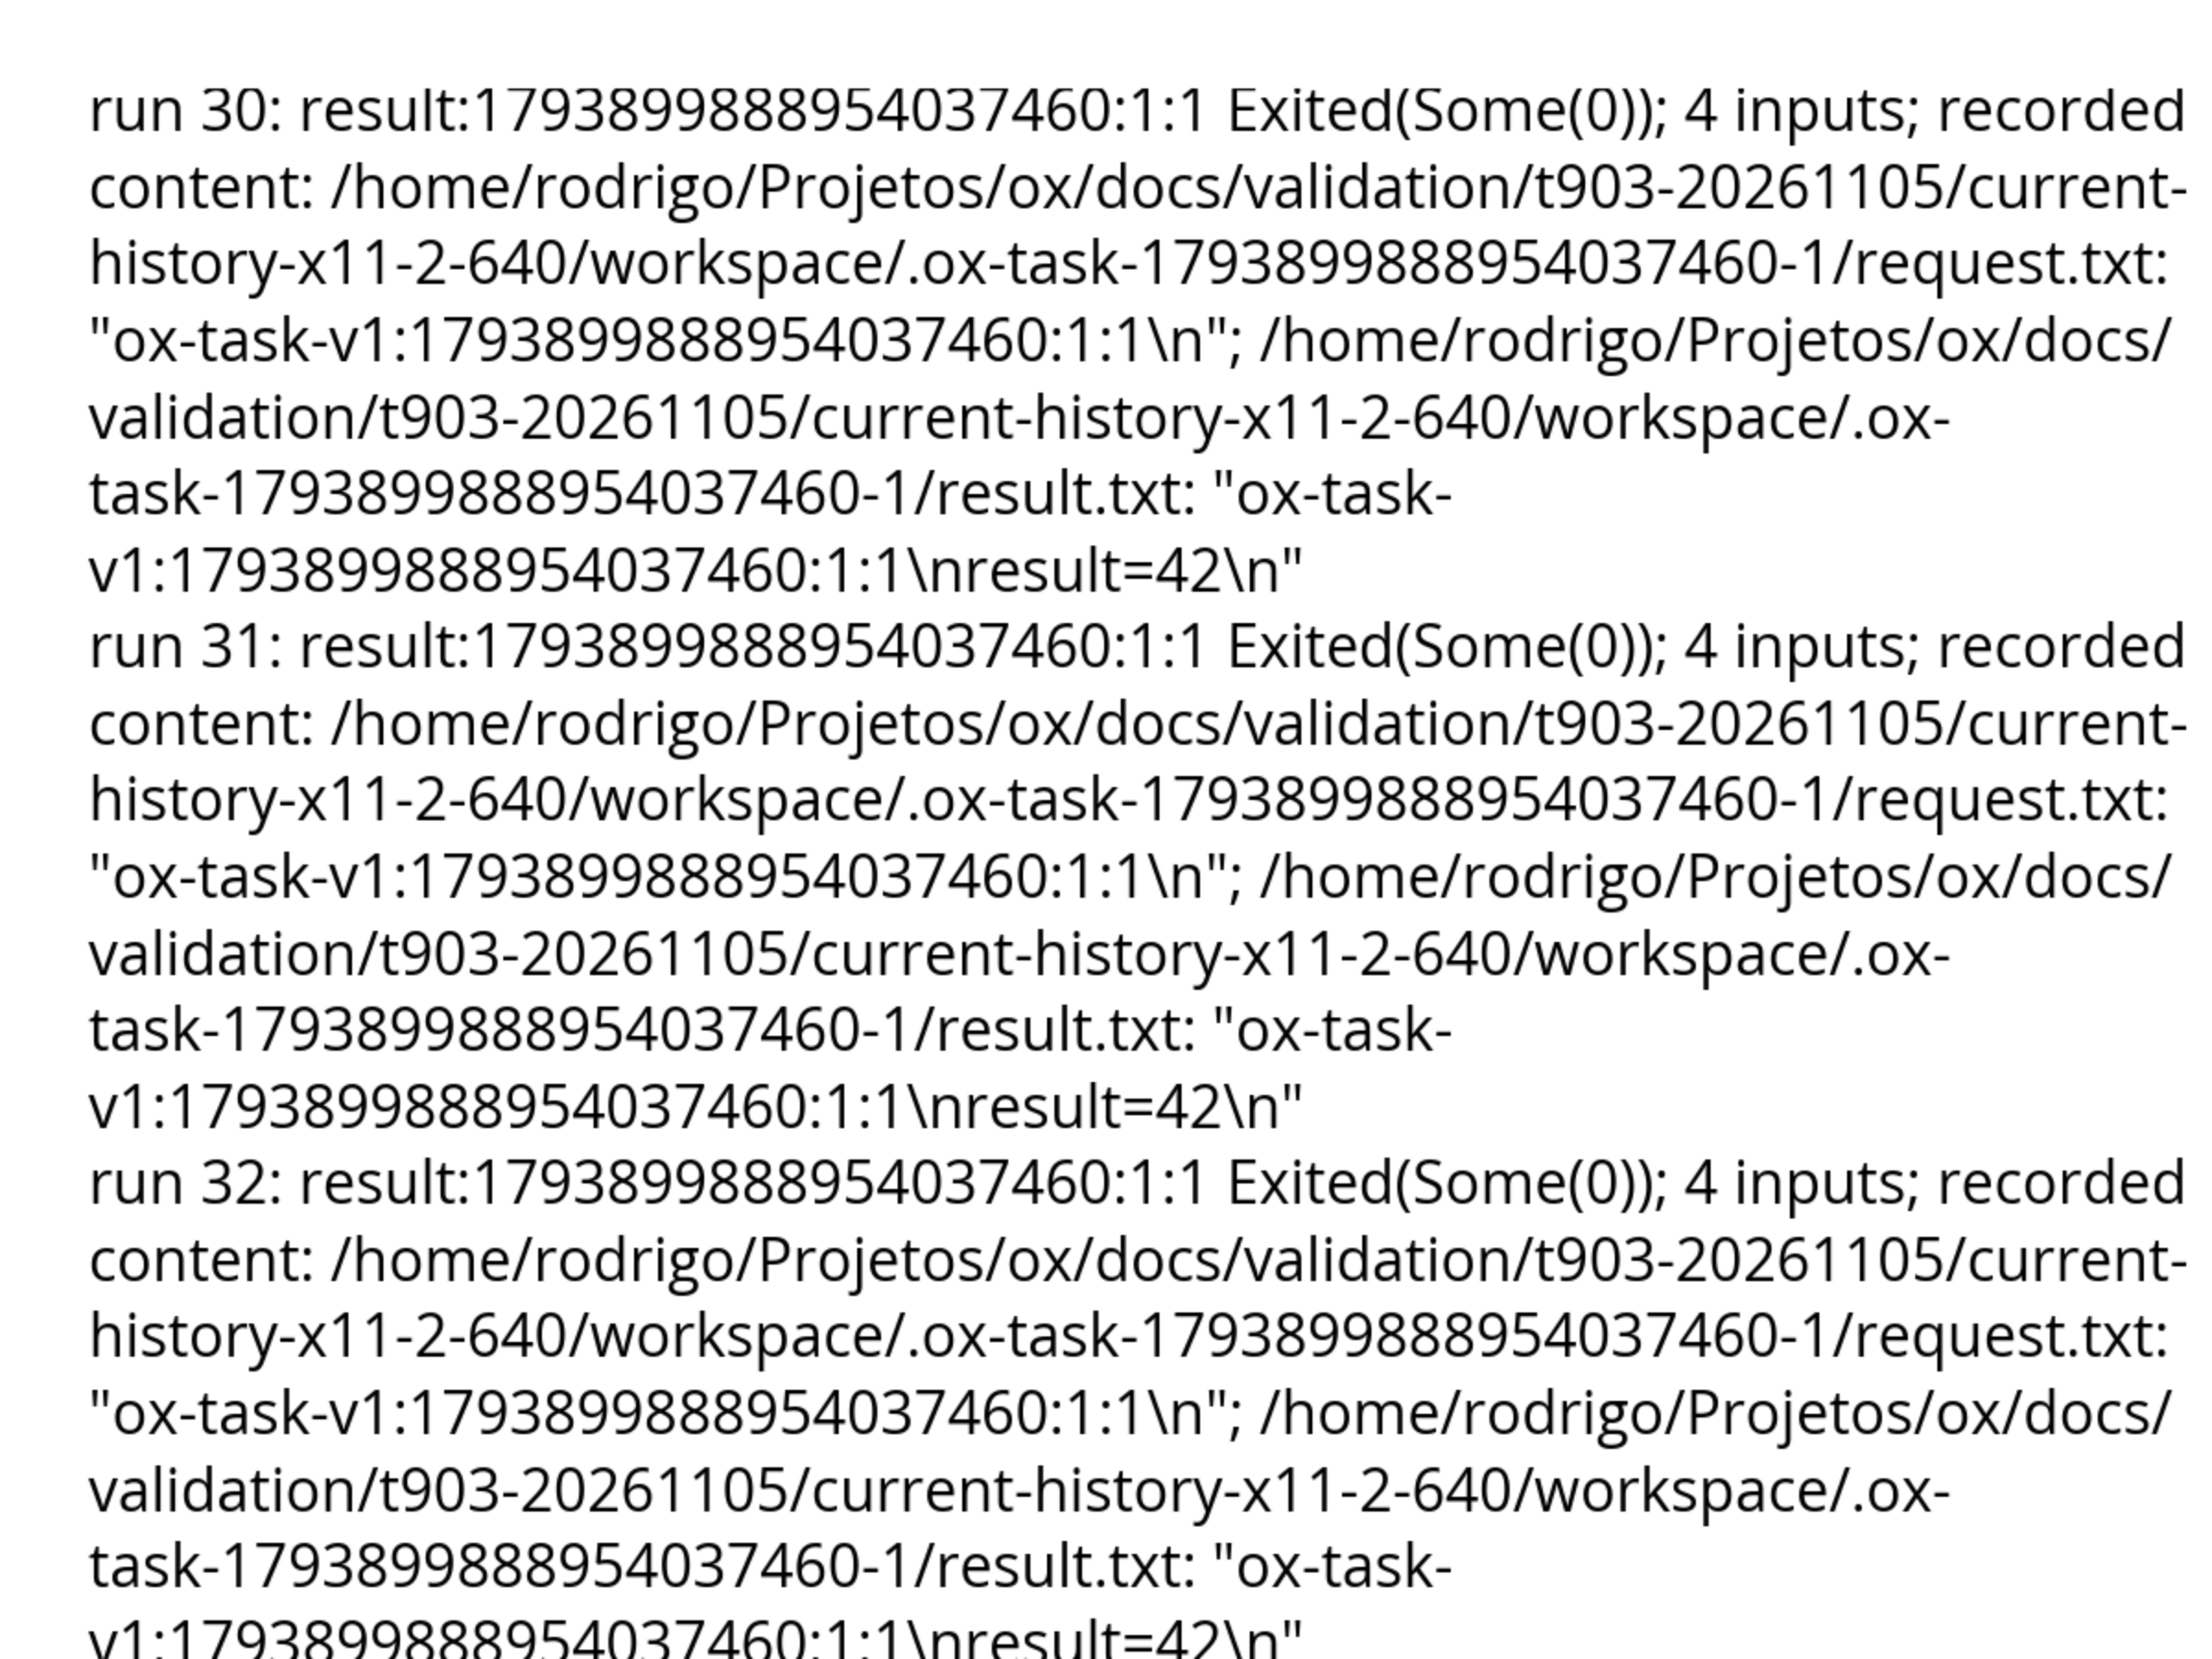 run 30: result:1793899888954037460:1:1 Exited(Some(0)); 4 inputs; recorded
content: /home/rodrigo/Projetos/ox/docs/validation/t903-20261105/current-
history-x11-2-640/workspace/.ox-task-1793899888954037460-1/request.txt:
"ox-task-v1:1793899888954037460:1:1\n"; /home/rodrigo/Projetos/ox/docs/
validation/t903-20261105/current-history-x11-2-640/workspace/.ox-
task-1793899888954037460-1/result.txt: "ox-task-
v1:1793899888954037460:1:1\nresult=42\n"
run 31: result:1793899888954037460:1:1 Exited(Some(0)); 4 inputs; recorded
content: /home/rodrigo/Projetos/ox/docs/validation/t903-20261105/current-
history-x11-2-640/workspace/.ox-task-1793899888954037460-1/request.txt:
"ox-task-v1:1793899888954037460:1:1\n"; /home/rodrigo/Projetos/ox/docs/
validation/t903-20261105/current-history-x11-2-640/workspace/.ox-
task-1793899888954037460-1/result.txt: "ox-task-
v1:1793899888954037460:1:1\nresult=42\n"
run 32: result:1793899888954037460:1:1 Exited(Some(0)); 4 inputs; recorded
content: /home/rodrigo/Projetos/ox/docs/validation/t903-20261105/current-
history-x11-2-640/workspace/.ox-task-1793899888954037460-1/request.txt:
"ox-task-v1:1793899888954037460:1:1\n"; /home/rodrigo/Projetos/ox/docs/
validation/t903-20261105/current-history-x11-2-640/workspace/.ox-
task-1793899888954037460-1/result.txt: "ox-task-
v1:1793899888954037460:1:1\nresult=42\n"